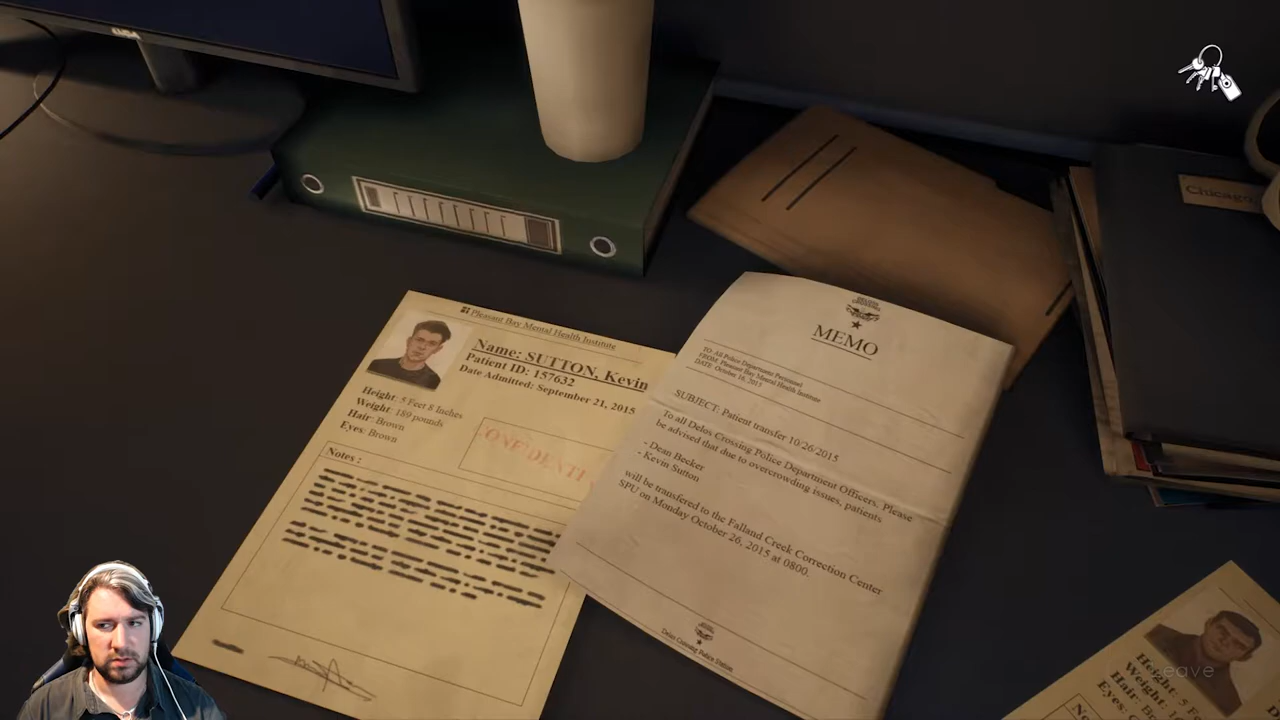 Chicago
Pleasant Bay Mental Health Institute
Name: SUTTON, Kevin
Patient ID: 157632
Date Admitted: September 21, 2015
Height: 5 Feet 8 Inches
Weight: 189 pounds
Hair: Brown
Eyes: Brown
CONFIDENTI
Notes :
MEMO
TO: All Police Department Personnel
FROM: Pleasant Bay Mental Health Institute
DATE: October 18, 2015
SUBJECT: Patient transfer 10/26/2015
To all Delos Crossing Police Department Officers. Please
be advised that due to overcrowding issues, patients
- Dean Becker
- Kevin Sutton
will be transfered to the Falland Creek Correction Center
SPU on Monday October 26, 2015 at 0800.
Delos Crossing Police Station
Height: 5 F
Weight: 1
Hair: B
Eyes:
Leave